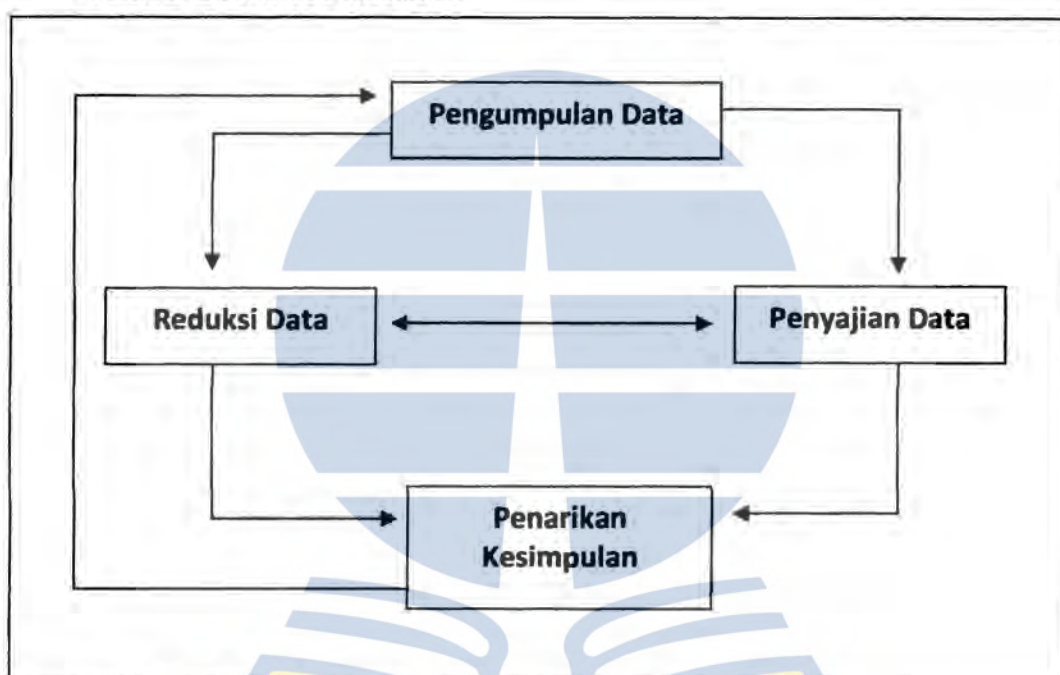 Pengumpulan Data
Reduksi Data
Penyajian Data
Penarikan
Kesimpulan